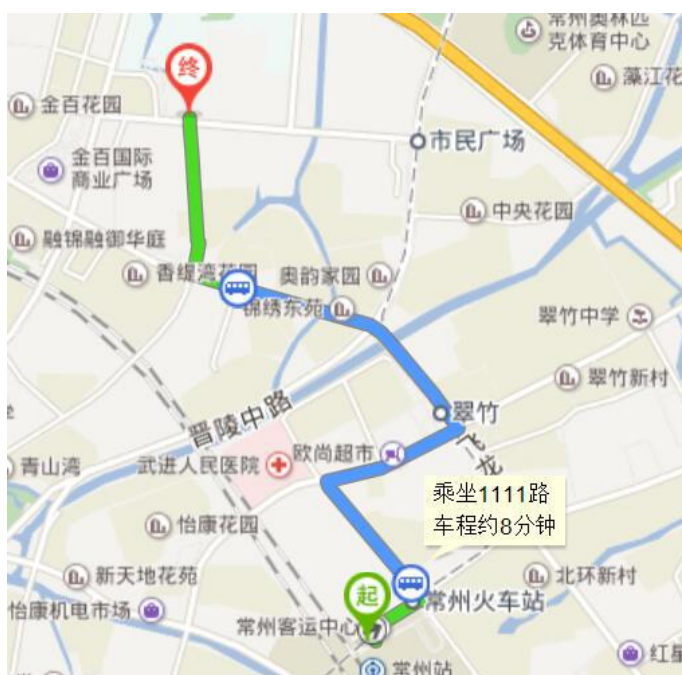 常州奥林匹
克体育中心
终
藻江花
金百花园
市民广场
金百国际
商业广场
中央花园
融锦融御华庭
香缇湾花园
奥韵家园
锦绣东苑
翠竹中学
翠竹新村
晋陵中路
翠竹
飞龙
欧尚超市
青山湾
武进人民医院
乘坐1111路
车程约8分钟
怡康花园
新天地花苑
北环新村
起
常州火车站
怡康机电市场
常州客运中心
红星
常州站